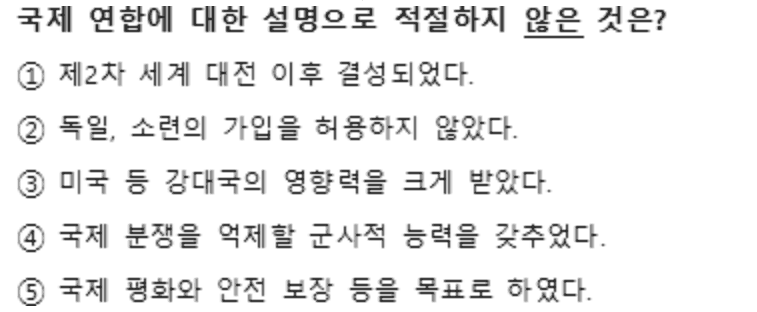 국제 연합에 대한 설명으로 적절하지 않은 것은?
① 제2차 세계 대전 이후 결성되었다.
② 독일, 소련의 가입을 허용하지 않았다.
③ 미국 등 강대국의 영향력을 크게 받았다.
④ 국제 분쟁을 억제할 군사적 능력을 갖추었다.
⑤ 국제 평화와 안전 보장 등을 목표로 하였다.